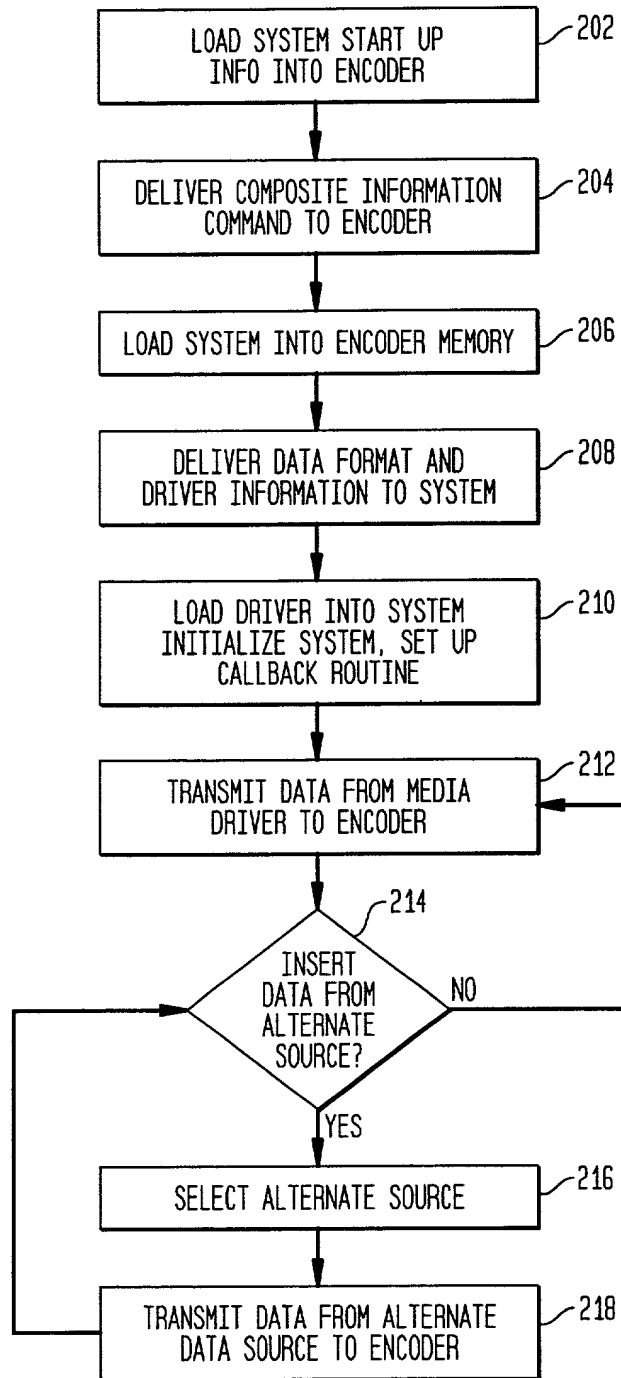 LOAD SYSTEM START UP
INFO INTO ENCODER
202
DELIVER COMPOSITE INFORMATION
COMMAND TO ENCODER
204
LOAD SYSTEM INTO ENCODER MEMORY
206
DELIVER DATA FORMAT AND
DRIVER INFORMATION TO SYSTEM
208
LOAD DRIVER INTO SYSTEM
INITIALIZE SYSTEM, SET UP
CALLBACK ROUTINE
210
TRANSMIT DATA FROM MEDIA
DRIVER TO ENCODER
212
214
INSERT
DATA FROM
ALTERNATE
SOURCE?
NO
YES
SELECT ALTERNATE SOURCE
216
TRANSMIT DATA FROM ALTERNATE
DATA SOURCE TO ENCODER
218